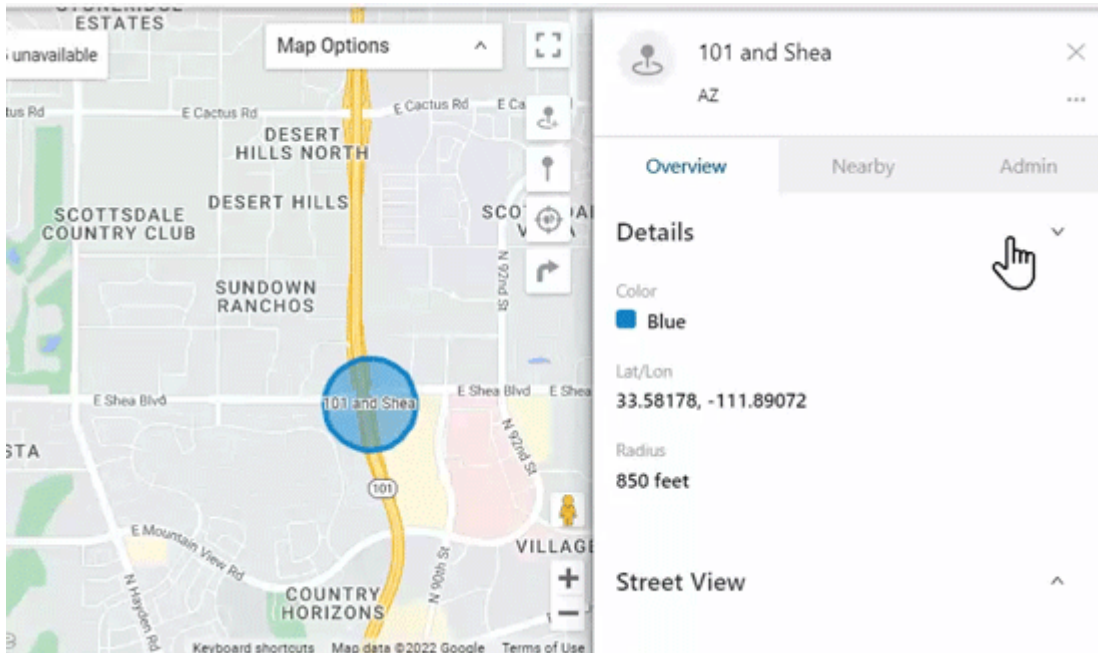 ESTATES
unavailable
Map Options
E Cactus Rd
E Cactus Rd
DESERT
HILLS NORTH
DESERT HILLS
SCOTTSDALE
COUNTRY CLUB
N 92nd St
SUNDOWN
RANCHOS
E Shea Blvd
101 and Shea
E Shea Blvd
E Shea
N 92nd St
101
E Mountain View Rd
N Hayden Rd
N 90th St
VILLAGE
COUNTRY
HORIZONS
Keyboard shortcuts
Map data ©2022 Google
Terms of Use
101 and Shea
AZ
Overview
Nearby
Admin
Details
Color
Blue
Lat/Lon
33.58178, -111.89072
Radius
850 feet
Street View